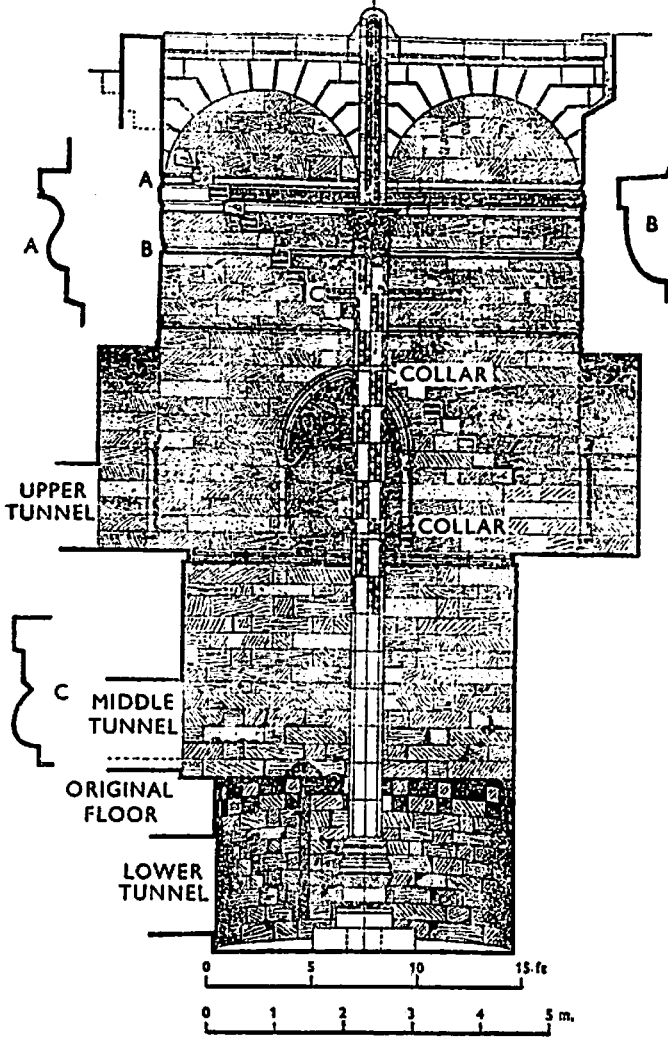 A
A
B
B
C
COLLAR
UPPER
TUNNEL
COLLAR
C
MIDDLE
TUNNEL
ORIGINAL
FLOOR
LOWER
TUNNEL
0 5 10 15 ft
0 1 2 3 4 5 m.